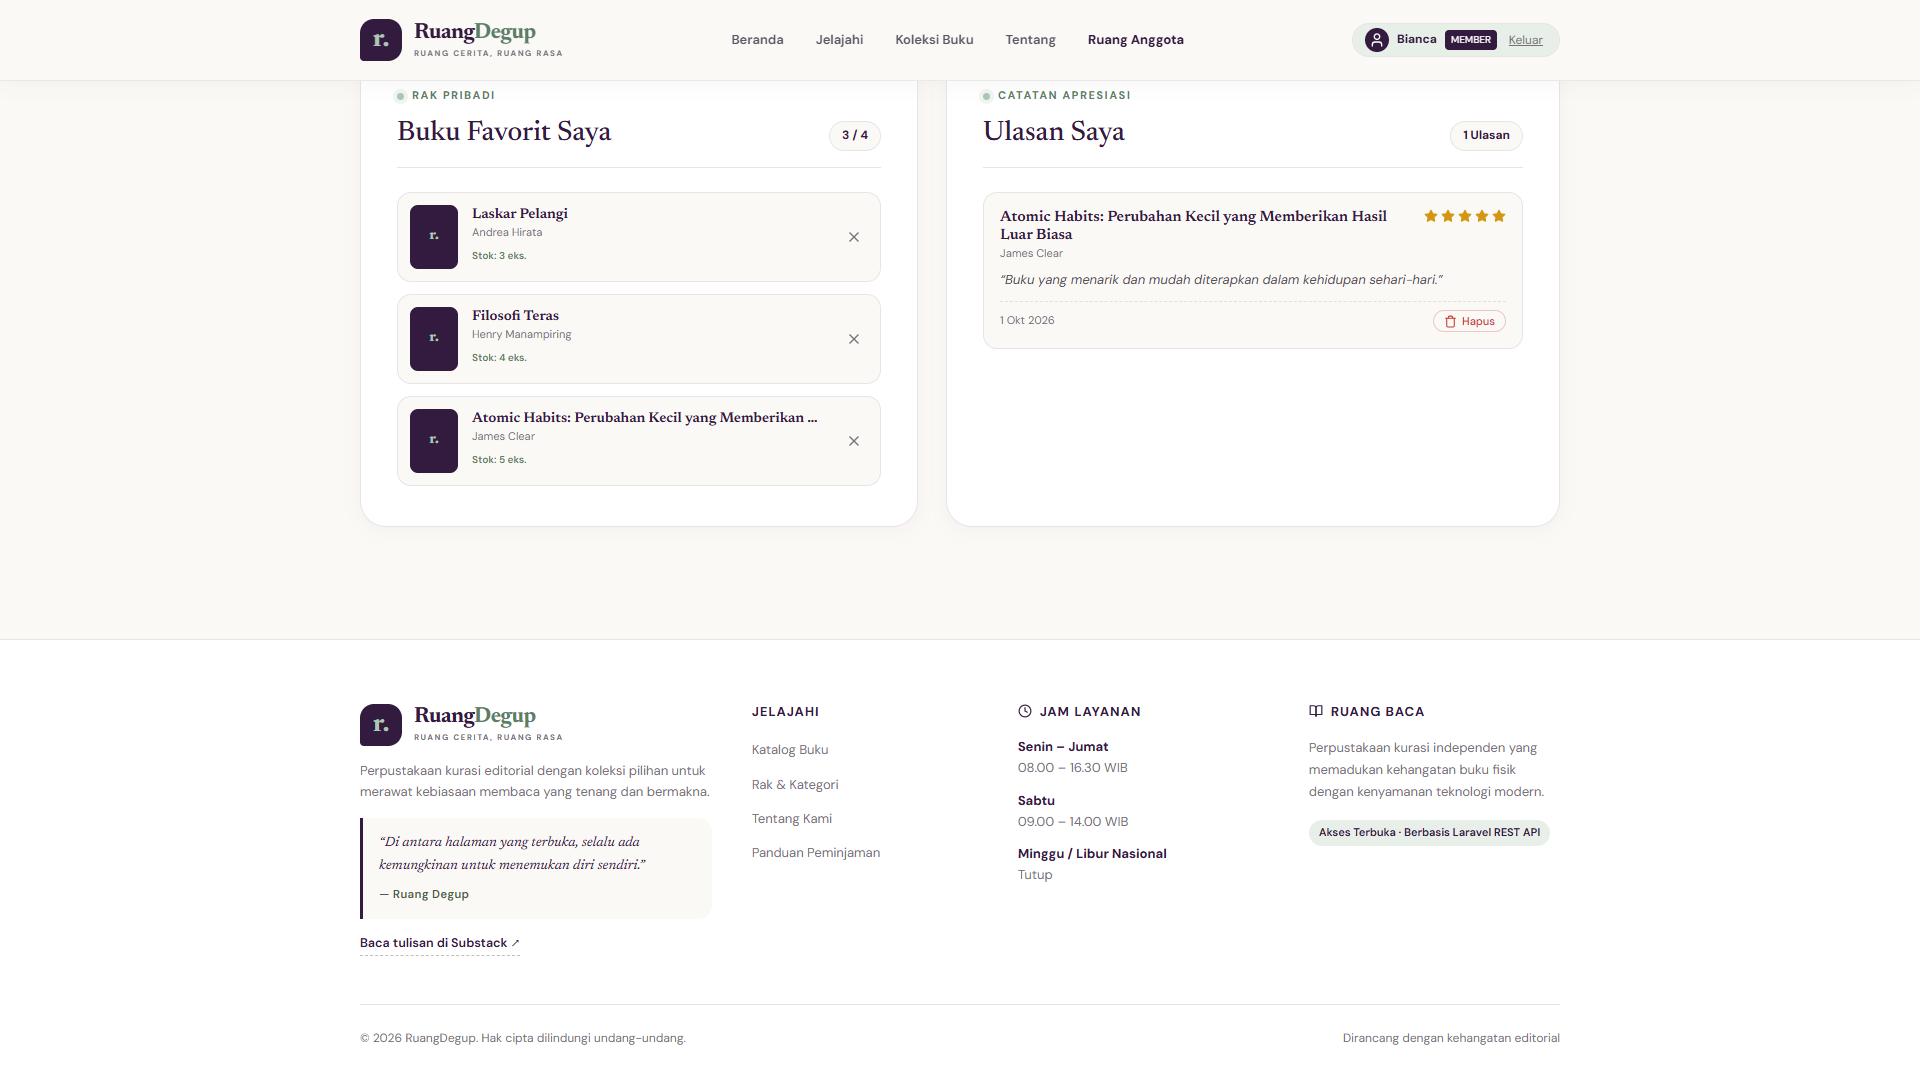 r.
RuangDegup
RUANG CERITA, RUANG RASA
Beranda
Jelajahi
Koleksi Buku
Tentang
Ruang Anggota
Bianca
MEMBER
Keluar
RAK PRIBADI
Buku Favorit Saya
3 / 4
r.
Laskar Pelangi
Andrea Hirata
Stok: 3 eks.
r.
Filosofi Teras
Henry Manampiring
Stok: 4 eks.
r.
Atomic Habits: Perubahan Kecil yang Memberikan ...
James Clear
Stok: 5 eks.
CATATAN APRESIASI
Ulasan Saya
1 Ulasan
Atomic Habits: Perubahan Kecil yang Memberikan Hasil
Luar Biasa
James Clear
“Buku yang menarik dan mudah diterapkan dalam kehidupan sehari-hari.”
1 Okt 2026
Hapus
r.
RuangDegup
RUANG CERITA, RUANG RASA
Perpustakaan kurasi editorial dengan koleksi pilihan untuk
merawat kebiasaan membaca yang tenang dan bermakna.
“Di antara halaman yang terbuka, selalu ada
kemungkinan untuk menemukan diri sendiri.”
— Ruang Degup
Baca tulisan di Substack ↗
JELAJAHI
Katalog Buku
Rak & Kategori
Tentang Kami
Panduan Peminjaman
JAM LAYANAN
Senin – Jumat
08.00 – 16.30 WIB
Sabtu
09.00 – 14.00 WIB
Minggu / Libur Nasional
Tutup
RUANG BACA
Perpustakaan kurasi independen yang
memadukan kehangatan buku fisik
dengan kenyamanan teknologi modern.
Akses Terbuka · Berbasis Laravel REST API
© 2026 RuangDegup. Hak cipta dilindungi undang-undang.
Dirancang dengan kehangatan editorial